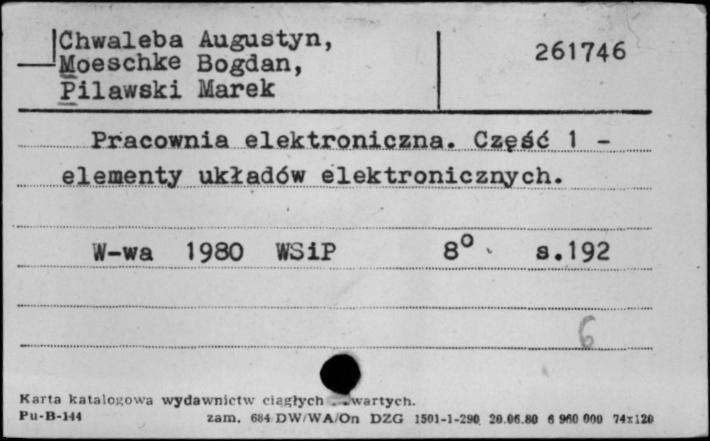 Chwaleba Augustyn,
Moeschke Bogdan,
Pilawski Marek
261746
Pracownia elektroniczna. Część 1 -
elementy układów elektronicznych.
W-wa 1980 WSiP 8° s.192
6
Karta katalogowa wydawnictw ciągłych wartych.
Pu-B-144 zam. 684/DW/WA/On DZG 1501-1-290 20.06.80 6 960 000 74x120